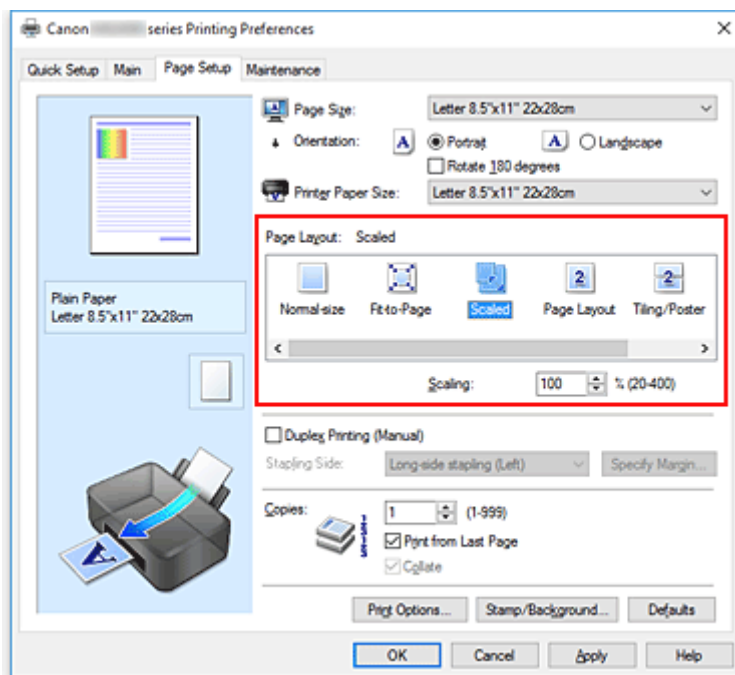 Canon series Printing Preferences
Quick Setup Main Page Setup Maintenance
Page Size: Letter 8.5"x11" 22x28cm
Orientation: A Portrait A Landscape
Rotate 180 degrees
Printer Paper Size: Letter 8.5"x11" 22x28cm
Page Layout: Scaled
2 2
Normal-size Fit-to-Page Scaled Page Layout Tiling/Poster
Scaling: 100 % (20-400)
Plain Paper
Letter 8.5"x11" 22x28cm
Duplex Printing (Manual)
Stapling Side: Long-side stapling (Left) Specify Margin...
Copies: 1 (1-999)
Print from Last Page
Collate
A
Print Options... Stamp/Background... Defaults
OK Cancel Apply Help